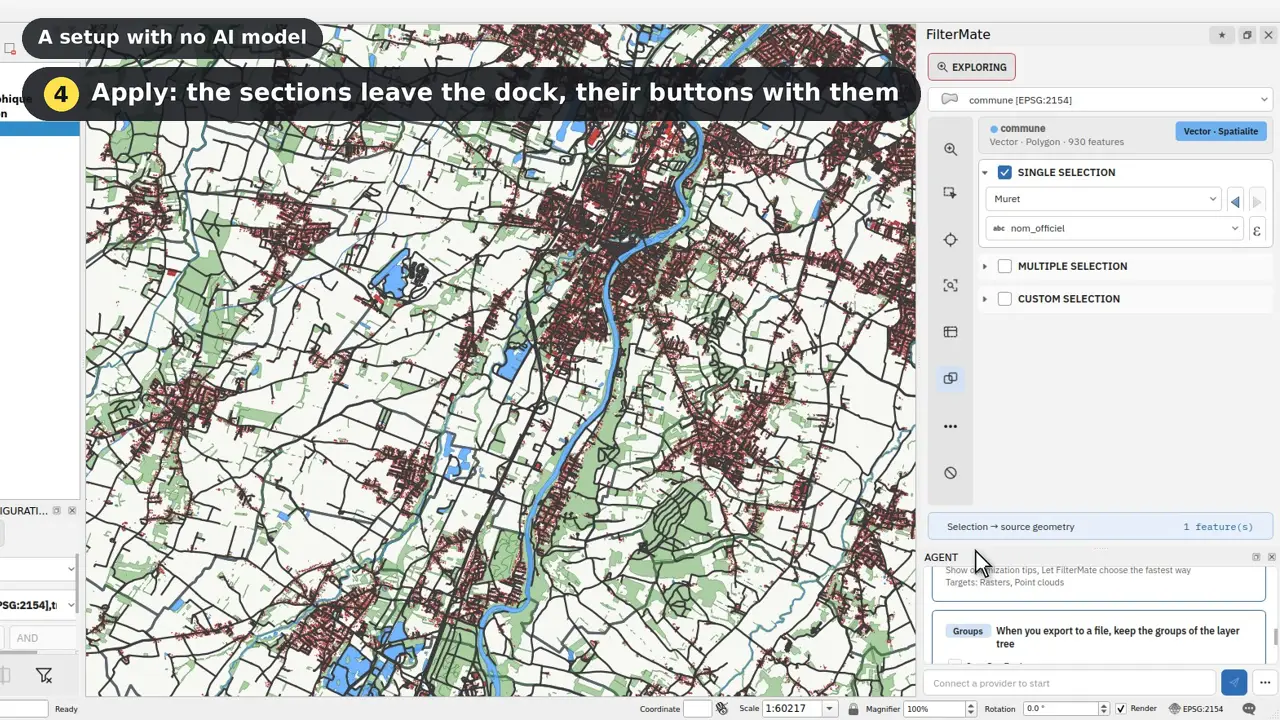 A setup with no AI model
4 Apply: the sections leave the dock, their buttons with them
FilterMate
EXPLORING
commune [EPSG:2154]
commune
Vector · Polygon · 930 features
Vector · Spatialite
SINGLE SELECTION
Muret
abc nom_officiel
ε
MULTIPLE SELECTION
CUSTOM SELECTION
Selection → source geometry
1 feature(s)
AGENT
Targets: Rasters, Point clouds
Groups When you export to a file, keep the groups of the layer
tree
Connect a provider to start
AND
Ready
Coordinate
Scale 1:60217
Magnifier 100%
Rotation 0.0 °
Render
EPSG:2154